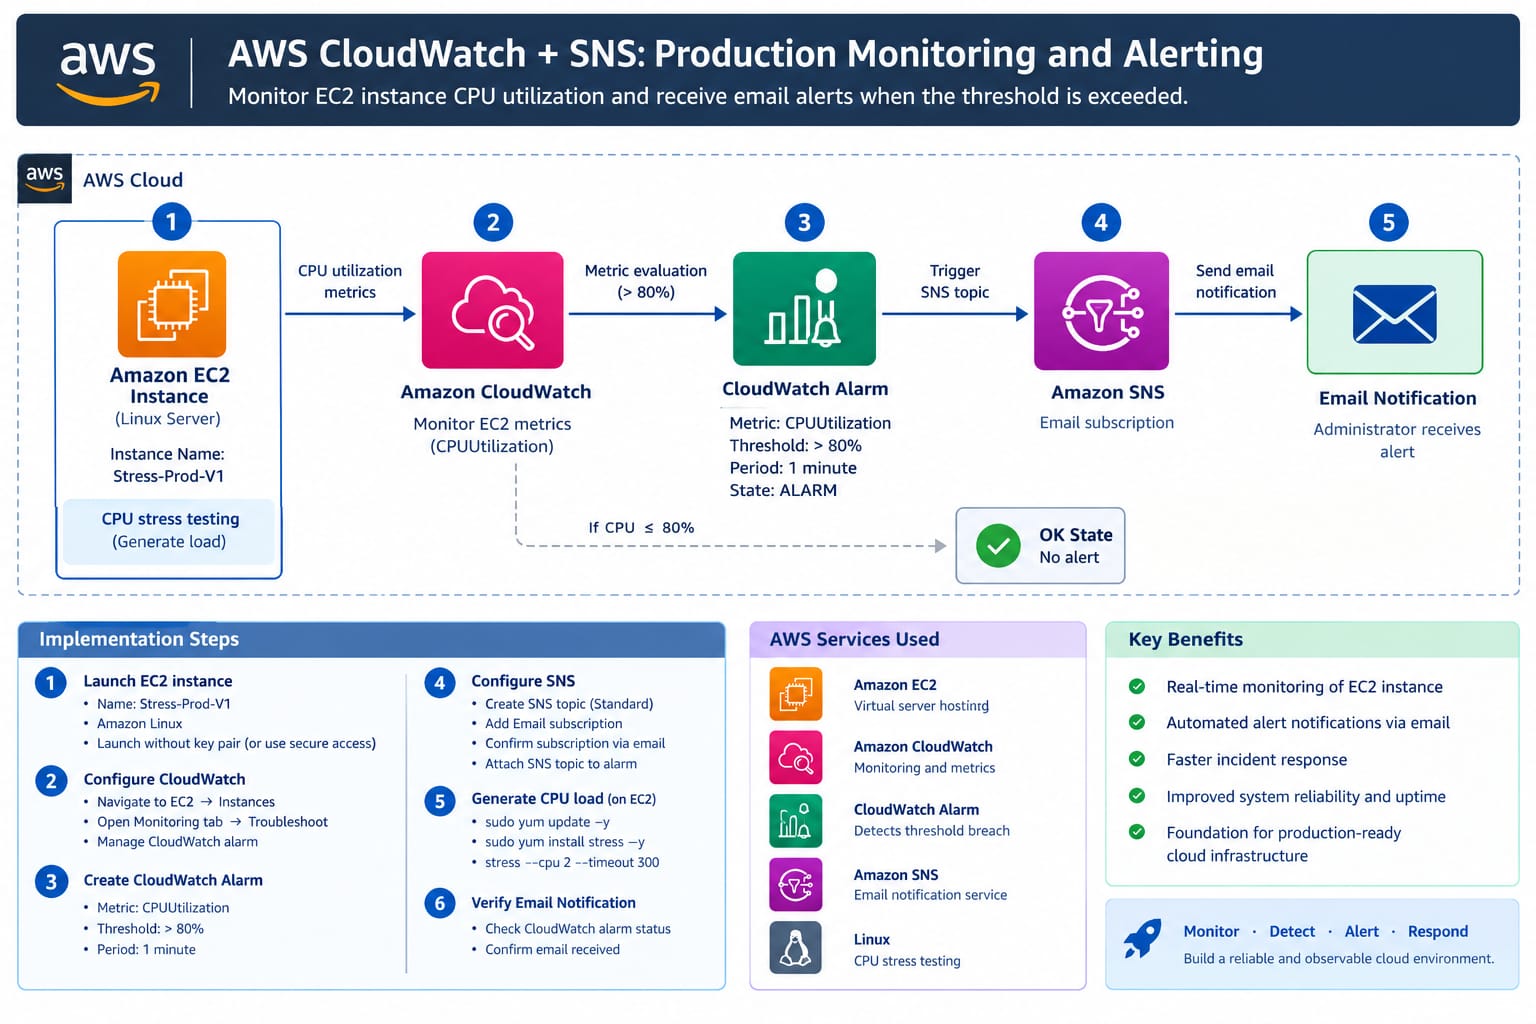 aws
AWS CloudWatch + SNS: Production Monitoring and Alerting
Monitor EC2 instance CPU utilization and receive email alerts when the threshold is exceeded.
aws
AWS Cloud
1
Amazon EC2
Instance
(Linux Server)
Instance Name:
Stress-Prod-V1
CPU stress testing
(Generate load)
CPU utilization
metrics
2
Amazon CloudWatch
Monitor EC2 metrics
(CPUUtilization)
Metric evaluation
(> 80%)
3
CloudWatch Alarm
Metric: CPUUtilization
Threshold: > 80%
Period: 1 minute
State: ALARM
Trigger
SNS topic
4
Amazon SNS
Email subscription
Send email
notification
5
Email Notification
Administrator receives
alert
If CPU ≤ 80%
OK State
No alert
Implementation Steps
1 Launch EC2 instance
• Name: Stress-Prod-V1
• Amazon Linux
• Launch without key pair (or use secure access)
2 Configure CloudWatch
• Navigate to EC2 → Instances
• Open Monitoring tab → Troubleshoot
• Manage CloudWatch alarm
3 Create CloudWatch Alarm
• Metric: CPUUtilization
• Threshold: > 80%
• Period: 1 minute
4 Configure SNS
• Create SNS topic (Standard)
• Add Email subscription
• Confirm subscription via email
• Attach SNS topic to alarm
5 Generate CPU load (on EC2)
• sudo yum update –y
• sudo yum install stress –y
• stress --cpu 2 --timeout 300
6 Verify Email Notification
• Check CloudWatch alarm status
• Confirm email received
AWS Services Used
Amazon EC2
Virtual server hosting
Amazon CloudWatch
Monitoring and metrics
CloudWatch Alarm
Detects threshold breach
Amazon SNS
Email notification service
Linux
CPU stress testing
Key Benefits
Real-time monitoring of EC2 instance
Automated alert notifications via email
Faster incident response
Improved system reliability and uptime
Foundation for production-ready
cloud infrastructure
Monitor · Detect · Alert · Respond
Build a reliable and observable cloud environment.